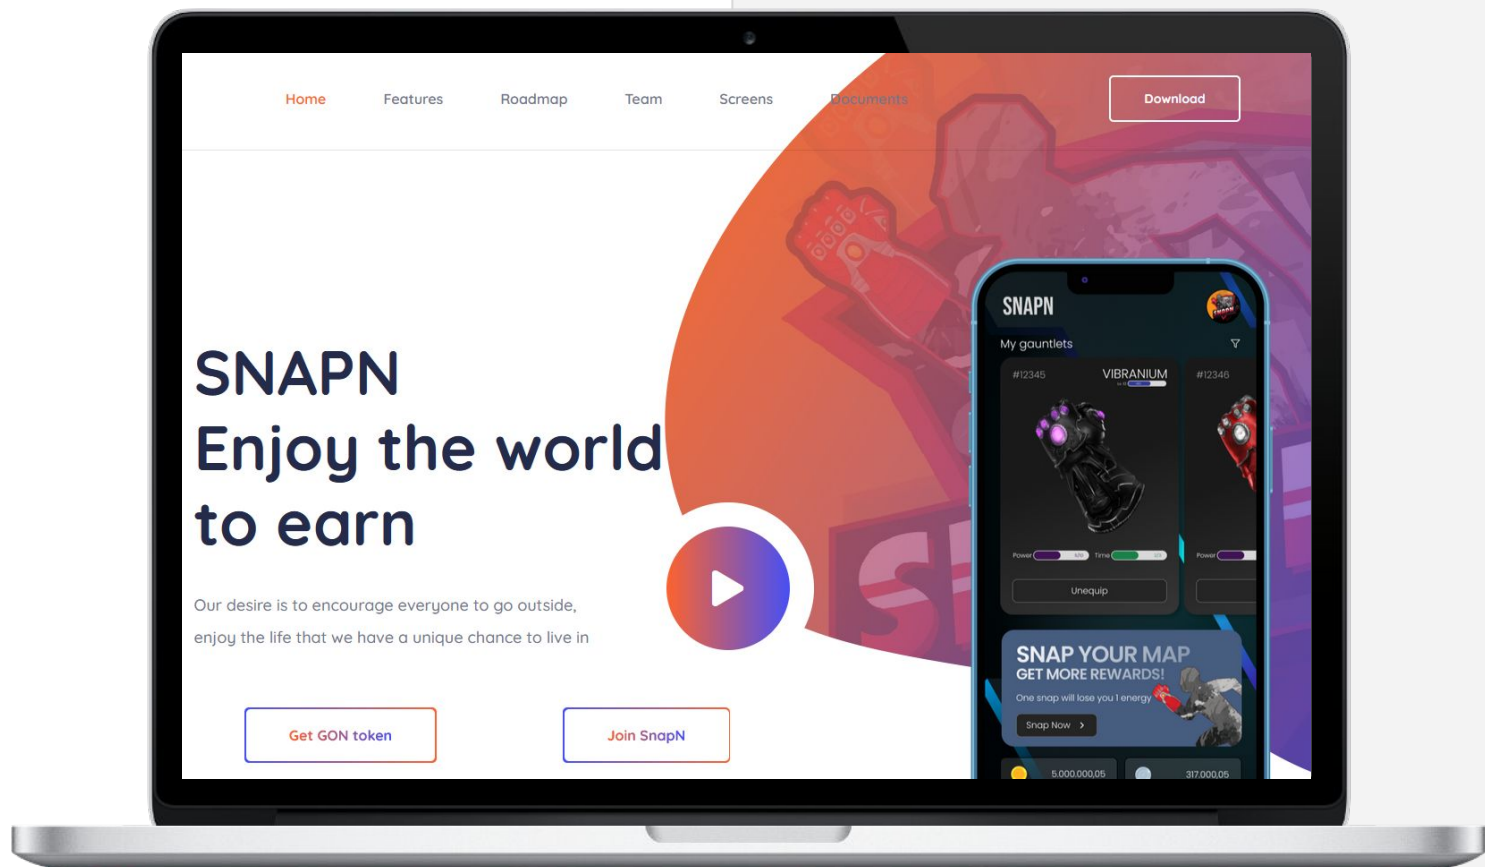 Home Features Roadmap Team Screens Documents Download
SNAPN
Enjoy the world
to earn
Our desire is to encourage everyone to go outside,
enjoy the life that we have a unique chance to live in
Get GON token
Join SnapN
SNAPN
My gauntlets
#12345 VIBRANIUM
Power Time
Unequip
#12346
Power
SNAP YOUR MAP
GET MORE REWARDS!
One snap will lose you 1 energy
Snap Now >
5.000.000,05
317.000,05